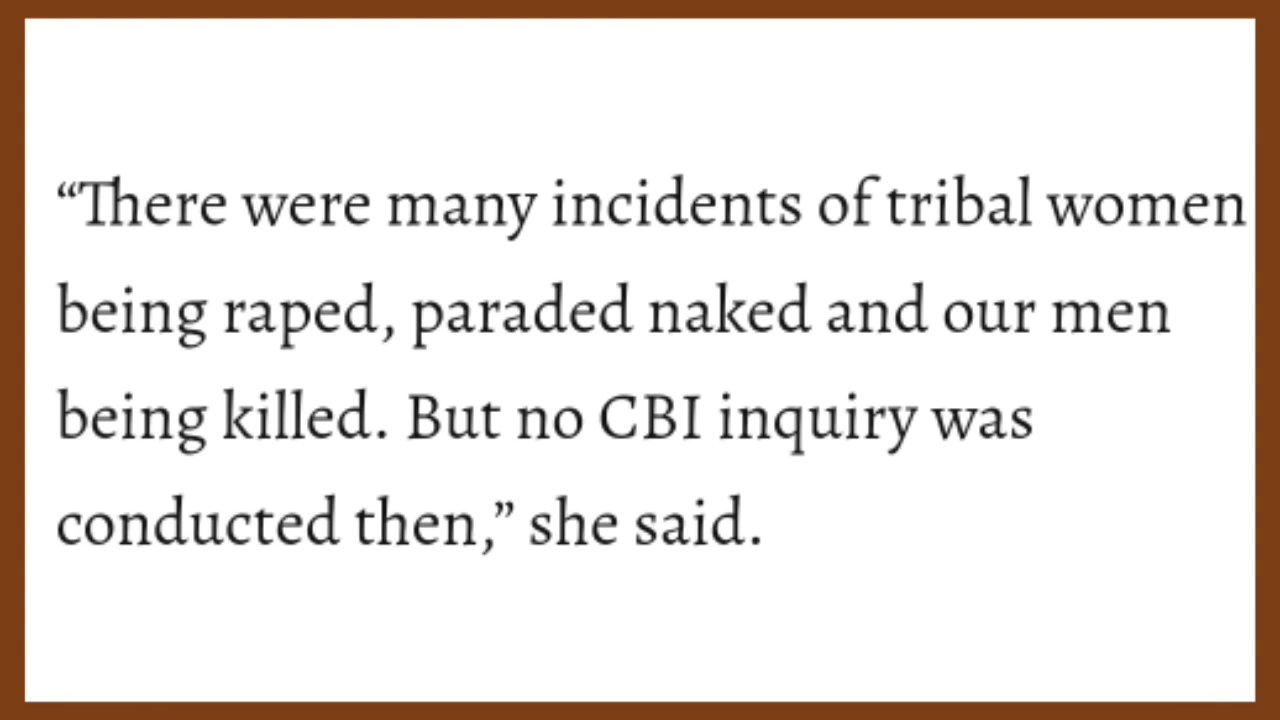 “There were many incidents of tribal women
being raped, paraded naked and our men
being killed. But no CBI inquiry was
conducted then,” she said.